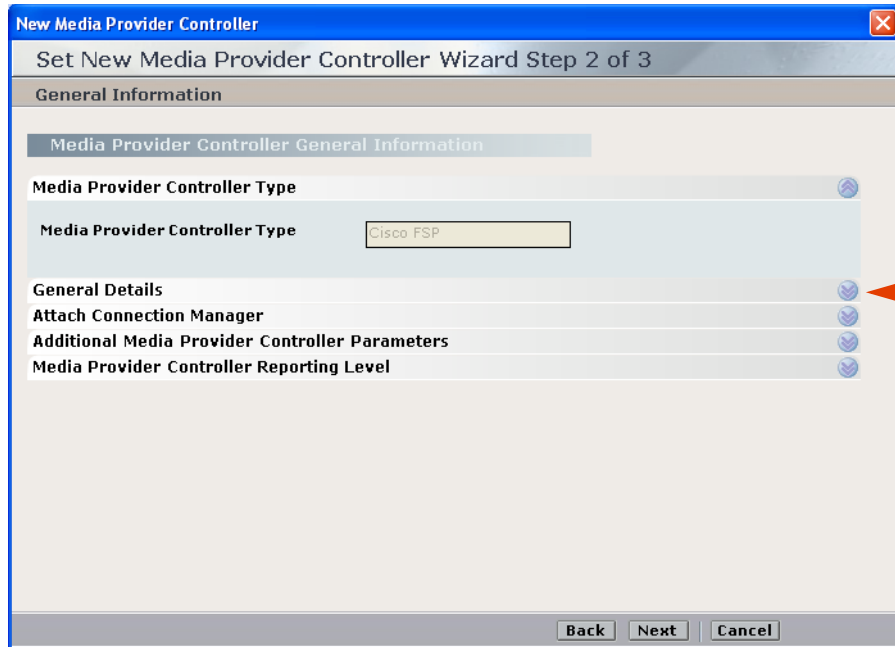 New Media Provider Controller
Set New Media Provider Controller Wizard Step 2 of 3
General Information
Media Provider Controller General Information
Media Provider Controller Type
Media Provider Controller Type Cisco FSP
General Details
Attach Connection Manager
Additional Media Provider Controller Parameters
Media Provider Controller Reporting Level
Back Next Cancel